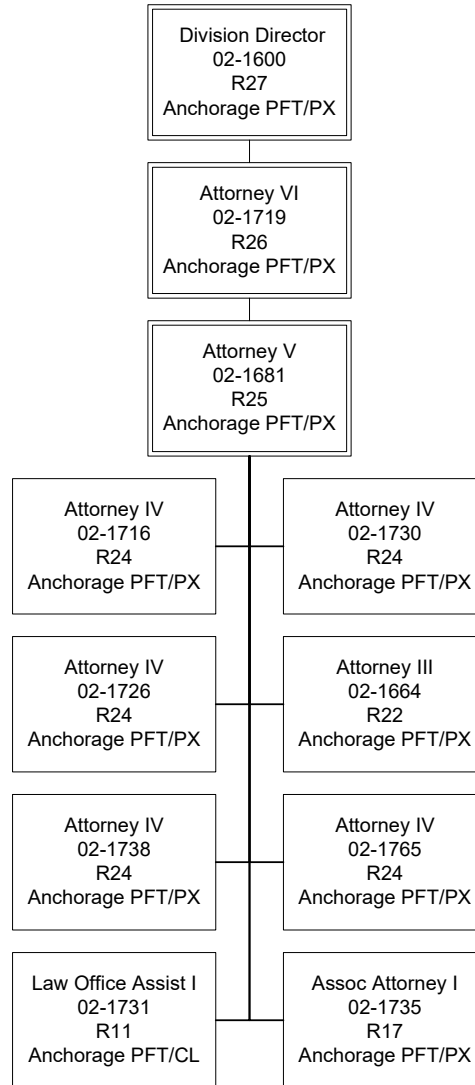 Division Director
02-1600
R27
Anchorage PFT/PX
Attorney VI
02-1719
R26
Anchorage PFT/PX
Attorney V
02-1681
R25
Anchorage PFT/PX
Attorney IV
02-1716
R24
Anchorage PFT/PX
Attorney IV
02-1730
R24
Anchorage PFT/PX
Attorney IV
02-1726
R24
Anchorage PFT/PX
Attorney III
02-1664
R22
Anchorage PFT/PX
Attorney IV
02-1738
R24
Anchorage PFT/PX
Attorney IV
02-1765
R24
Anchorage PFT/PX
Law Office Assist I
02-1731
R11
Anchorage PFT/CL
Assoc Attorney I
02-1735
R17
Anchorage PFT/PX